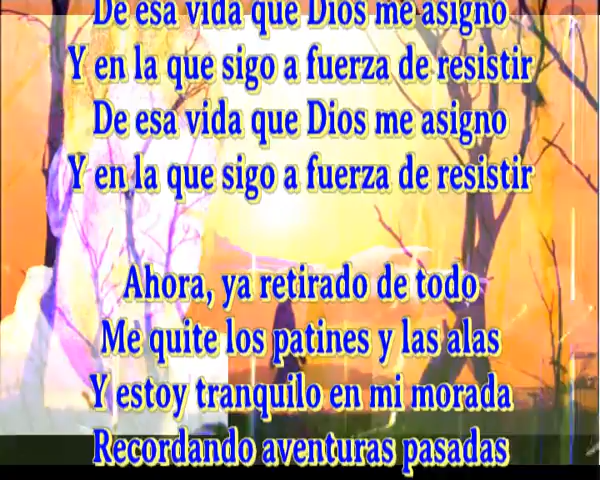 De esa vida que Dios me asigno
Y en la que sigo a fuerza de resistir
De esa vida que Dios me asigno
Y en la que sigo a fuerza de resistir
Ahora, ya retirado de todo
Me quite los patines y las alas
Y estoy tranquilo en mi morada
Recordando aventuras pasadas